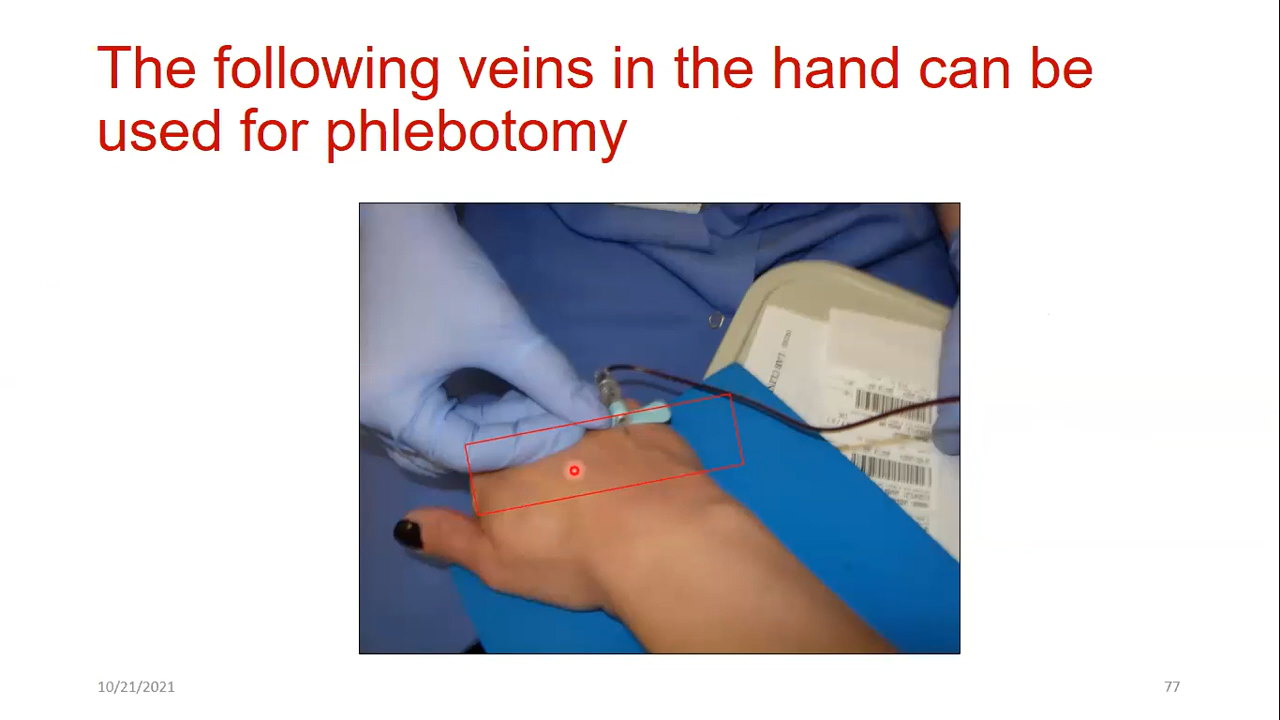 The following veins in the hand can be
used for phlebotomy
10/21/2021
77